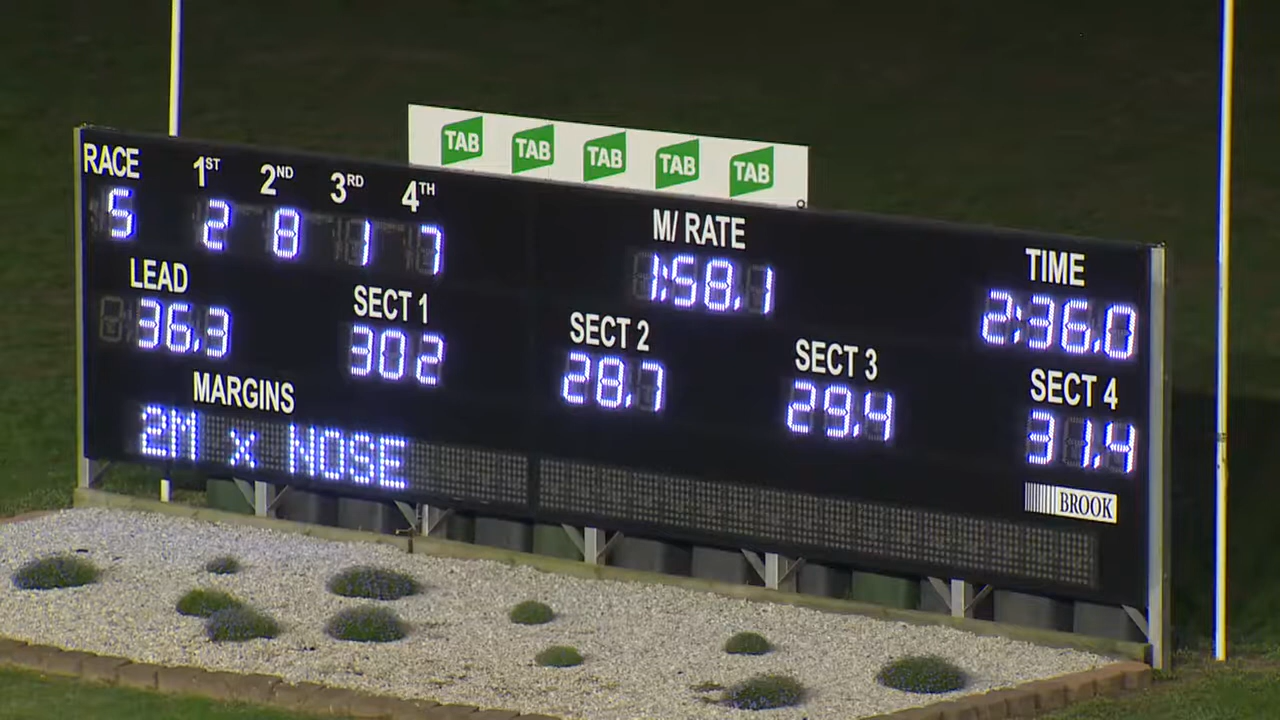 TAB TAB TAB TAB TAB
RACE 1ST 2ND 3RD 4TH
5 2 8 1 7
M/ RATE
1:58.1
TIME
2:36.0
LEAD
36.3
SECT 1
302
SECT 2
28.7
SECT 3
29.4
SECT 4
31.4
MARGINS
2M x NOSE
BROOK